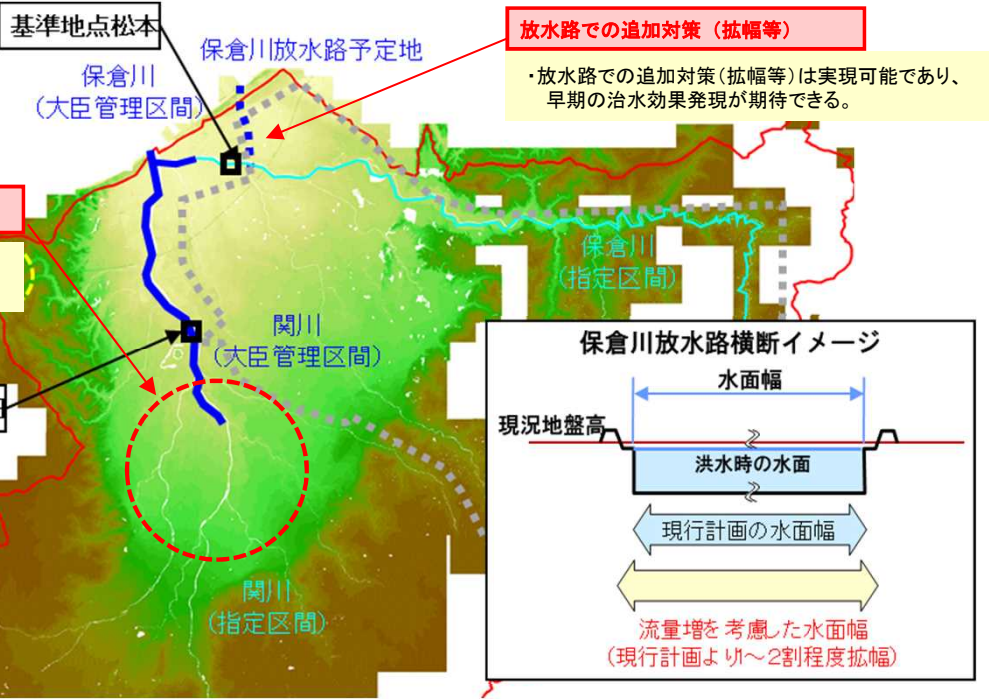 基準地点松本
放水路での追加対策(拡幅等)
・放水路での追加対策(拡幅等)は実現可能であり、
早期の治水効果発現が期待できる。
保倉川放水路予定地
保倉川
(大臣管理区間)
保倉川
(指定区間)
関川
(大臣管理区間)
関川
(指定区間)
保倉川放水路横断イメージ
水面幅
現況地盤高
洪水時の水面
現行計画の水面幅
流量増を考慮した水面幅
(現行計画より1~2割程度拡幅)